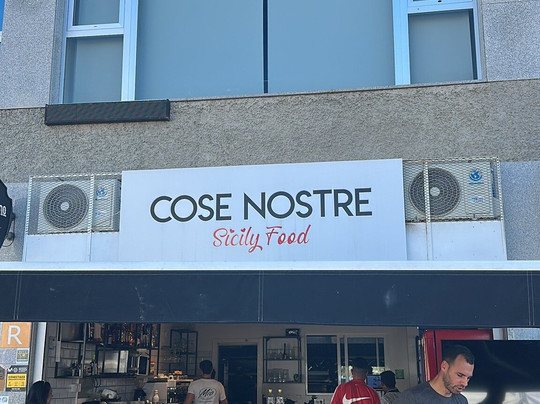 COSE NOSTRE
Sicily Food
R